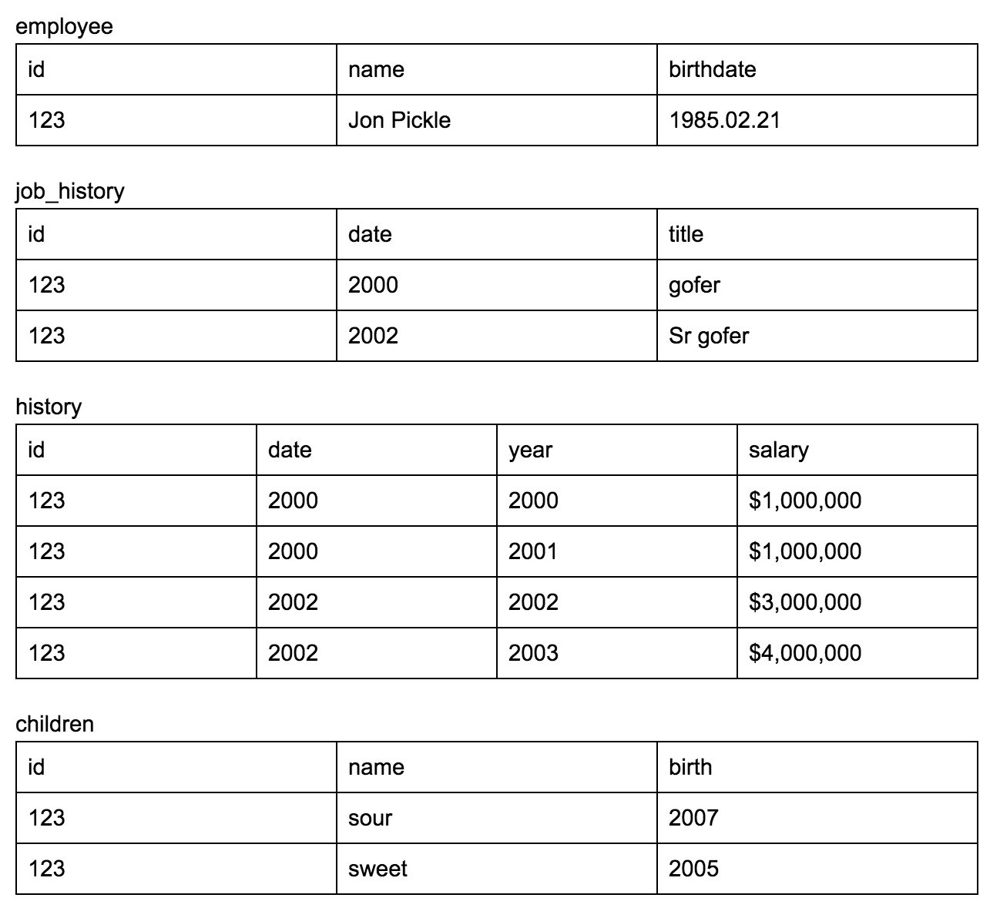 employee
id name birthdate
123 Jon Pickle 1985.02.21
job_history
id date title
123 2000 gofer
123 2002 Sr gofer
history
id date year salary
123 2000 2000 $1,000,000
123 2000 2001 $1,000,000
123 2002 2002 $3,000,000
123 2002 2003 $4,000,000
children
id name birth
123 sour 2007
123 sweet 2005